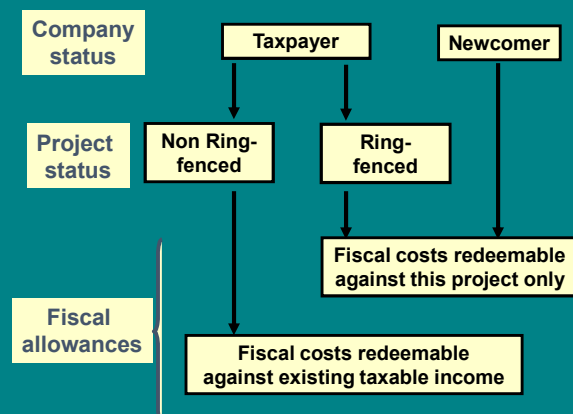 Company
status
Taxpayer
Newcomer
Project
status
Non Ring-
fenced
Ring-
fenced
Fiscal costs redeemable
against this project only
Fiscal
allowances
Fiscal costs redeemable
against existing taxable income